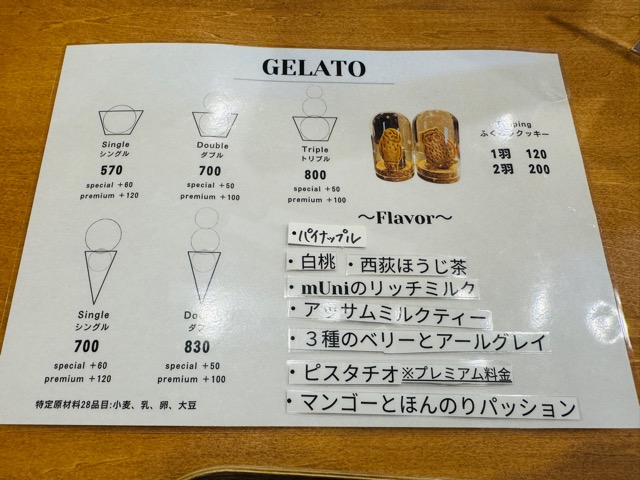 GELATO
Single
シングル
570
special +60
premium +120
Double
ダブル
700
special +50
premium +100
Triple
トリプル
800
special +50
premium +100
ふく クッキー
1羽 120
2羽 200
Single
シングル
700
special +60
premium +120
ダブ
830
special +50
premium +100
特定原材料28品目:小麦、乳、卵、大豆
〜Flavor〜
・パイナップル
・白桃 ・西荻ほうじ茶
・mUniのリッチミルク
・アッサムミルクティー
・３種のベリーとアールグレイ
・ピスタチオ※プレミアム料金
・マンゴーとほんのりパッション